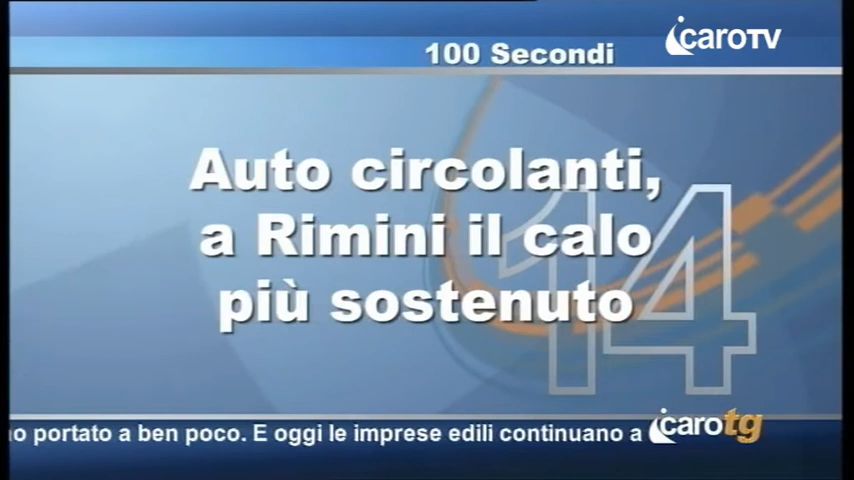 100 Secondi
icaroTV
Auto circolanti,
a Rimini il calo
più sostenuto
14
o portato a ben poco. E oggi le imprese edili continuano a
icarotg